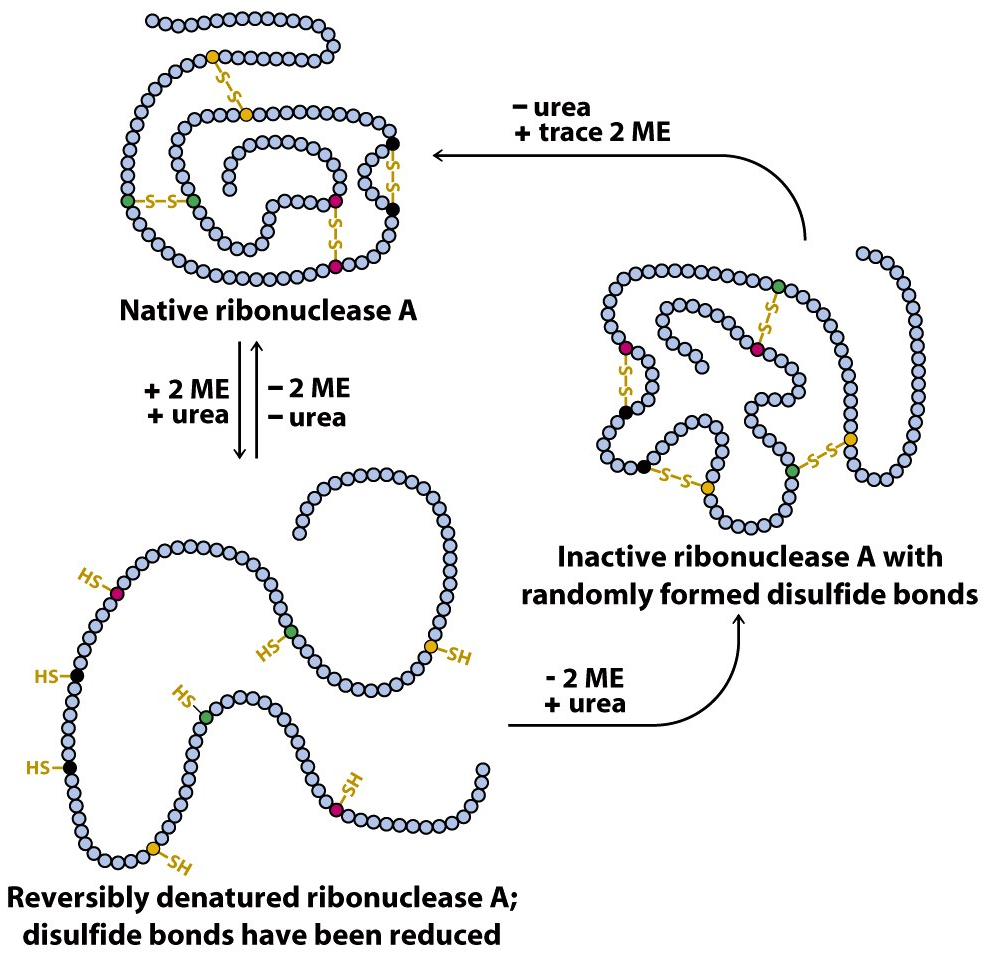 S-S
− urea
+ trace 2 ME
S-S
S-S
S-S
Native ribonuclease A
+ 2 ME
+ urea
− 2 ME
− urea
S-S
S-S
S-S
S-S
Inactive ribonuclease A with
randomly formed disulfide bonds
HS
HS
SH
HS
HS
- 2 ME
+ urea
HS
SH
SH
Reversibly denatured ribonuclease A;
disulfide bonds have been reduced